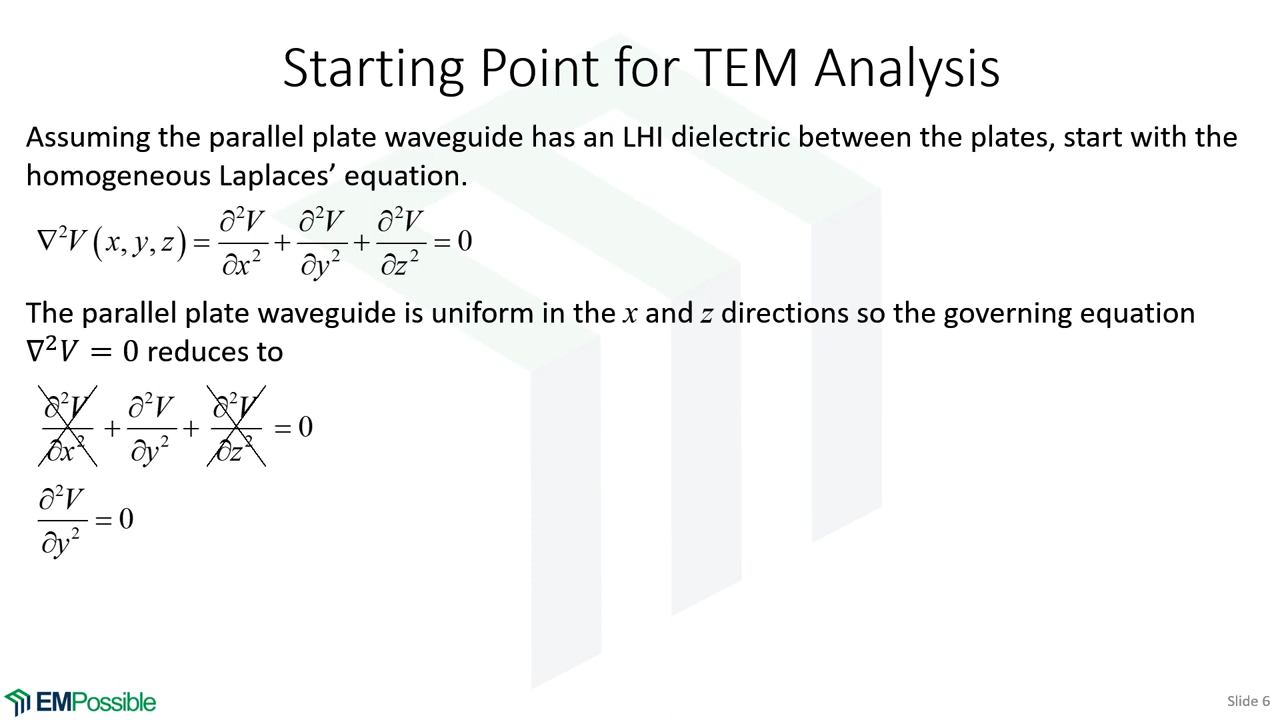 Starting Point for TEM Analysis
Assuming the parallel plate waveguide has an LHI dielectric between the plates, start with the
homogeneous Laplaces’ equation.
∇²V(x, y, z) = ∂²V/∂x² + ∂²V/∂y² + ∂²V/∂z² = 0
The parallel plate waveguide is uniform in the x and z directions so the governing equation
∇²V = 0 reduces to
∂²V/∂x² + ∂²V/∂y² + ∂²V/∂z² = 0
∂²V/∂y² = 0
EMPossible
Slide 6